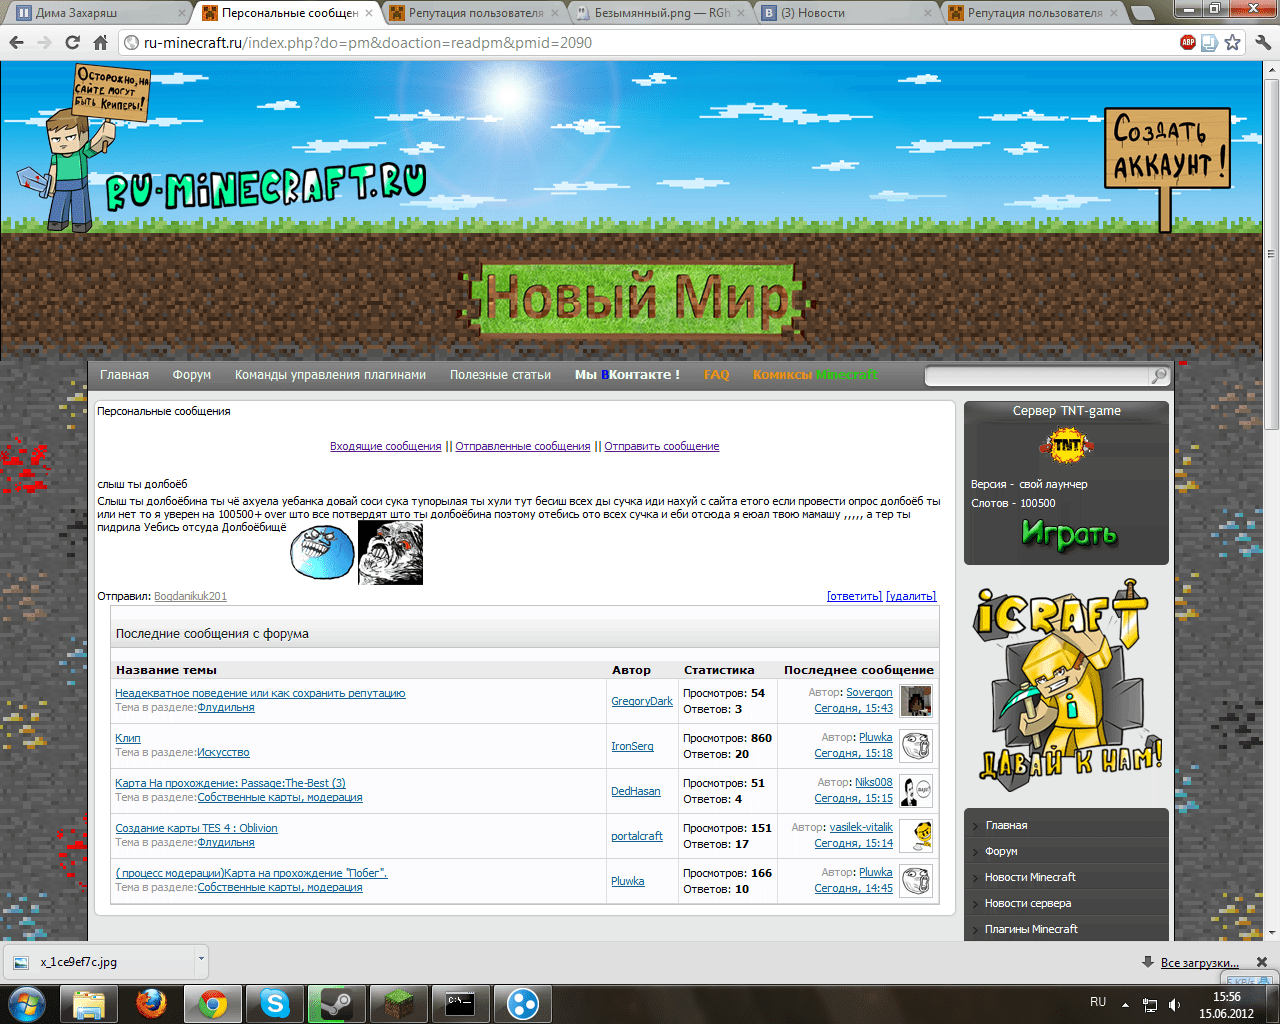 Дима Захаряш
Персональные сообщен
Репутация пользователя
Безымянный.png — RGh
(3) Новости
Репутация пользователя
ru-minecraft.ru/index.php?do=pm&doaction=readpm&pmid=2090
ABP
Осторожно, на
сайте могут
быть Криперы!
RU-MINECRAFT.RU
Создать
аккаунт!
Новый Мир
Главная
Форум
Команды управления плагинами
Полезные статьи
Мы ВКонтакте !
FAQ
Комиксы Minecraft
Персональные сообщения
Входящие сообщения || Отправленные сообщения || Отправить сообщение
слыш ты долбоёб
Слыш ты долбоёбина ты чё ахуела уебанка довай соси сука тупорылая ты хули тут бесиш всех ды сучка иди нахуй с сайта етого если провести опрос долбоёб ты
или нет то я уверен на 100500+ over што все потвердят што ты долбоёбина поэтому отебись ото всех сучка и еби отсюда я еюал твою мамашу ,,,,, а тер ты
пидрила Уебись отсуда Долбоёбищё
Отправил: Bogdanikuk201
[ответить] [удалить]
Последние сообщения с форума
Название темы Автор Статистика Последнее сообщение
Неадекватное поведение или как сохранить репутацию
Тема в разделе:Флудильня
GregoryDark
Просмотров: 54
Ответов: 3
Автор: Sovergon
Сегодня, 15:43
Клип
Тема в разделе:Искусство
IronSerg
Просмотров: 860
Ответов: 20
Автор: Pluwka
Сегодня, 15:18
Карта На прохождение: Passage:The-Best (3)
Тема в разделе:Собственные карты, модерация
DedHasan
Просмотров: 51
Ответов: 4
Автор: Niks008
Сегодня, 15:15
Создание карты TES 4 : Oblivion
Тема в разделе:Флудильня
portalcraft
Просмотров: 151
Ответов: 17
Автор: vasilek-vitalik
Сегодня, 15:14
( процесс модерации)Карта на прохождение "Побег".
Тема в разделе:Собственные карты, модерация
Pluwka
Просмотров: 166
Ответов: 10
Автор: Pluwka
Сегодня, 14:45
Сервер TNT-game
TNT
Версия - свой лаунчер
Слотов - 100500
Играть
iCRAFT
ДАВАЙ К НАМ!
Главная
Форум
Новости Minecraft
Новости сервера
Плагины Minecraft
x_1ce9ef7c.jpg
Все загрузки...
C:\_
RU
15:56
15.06.2012